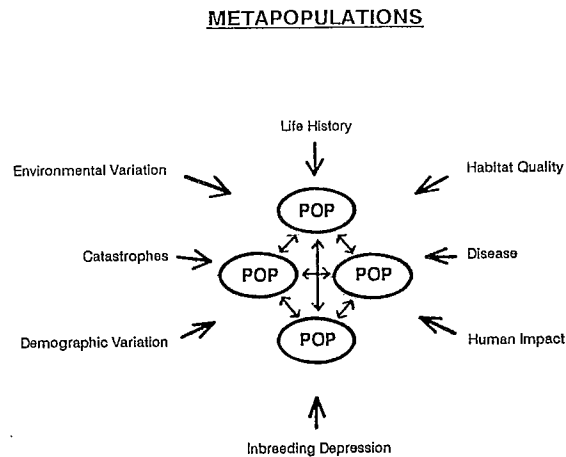 METAPOPULATIONS
Life History
Environmental Variation
Habitat Quality
POP
Catastrophes
POP
POP
Disease
Demographic Variation
POP
Human Impact
Inbreeding Depression